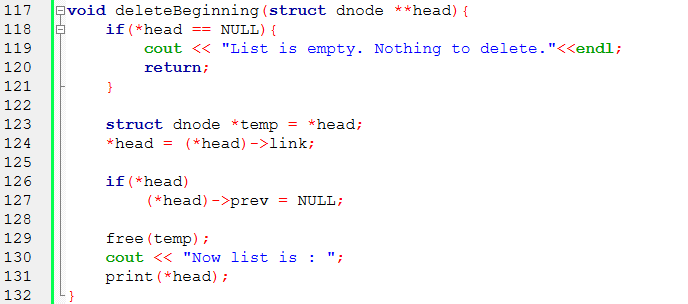 117 void deleteBeginning(struct dnode **head){
118     if(*head == NULL){
119         cout << "List is empty. Nothing to delete."<<endl;
120         return;
121     }
122
123     struct dnode *temp = *head;
124     *head = (*head)->link;
125
126     if(*head)
127         (*head)->prev = NULL;
128
129     free(temp);
130     cout << "Now list is : ";
131     print(*head);
132 }